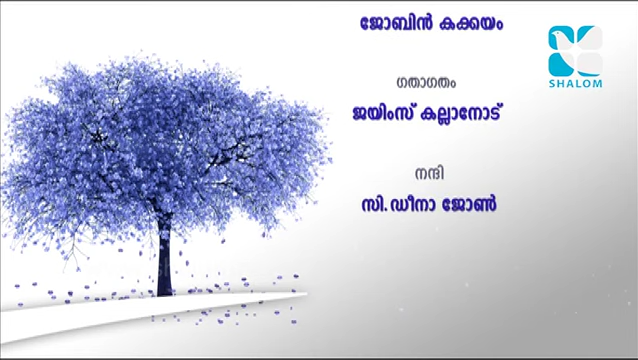 ജോബിൻ കക്കയം
SHALOM
ഗതാഗതം
ജയിംസ് കല്ലാനോട്
നന്ദി
സി. ഡീനാ ജോൺ